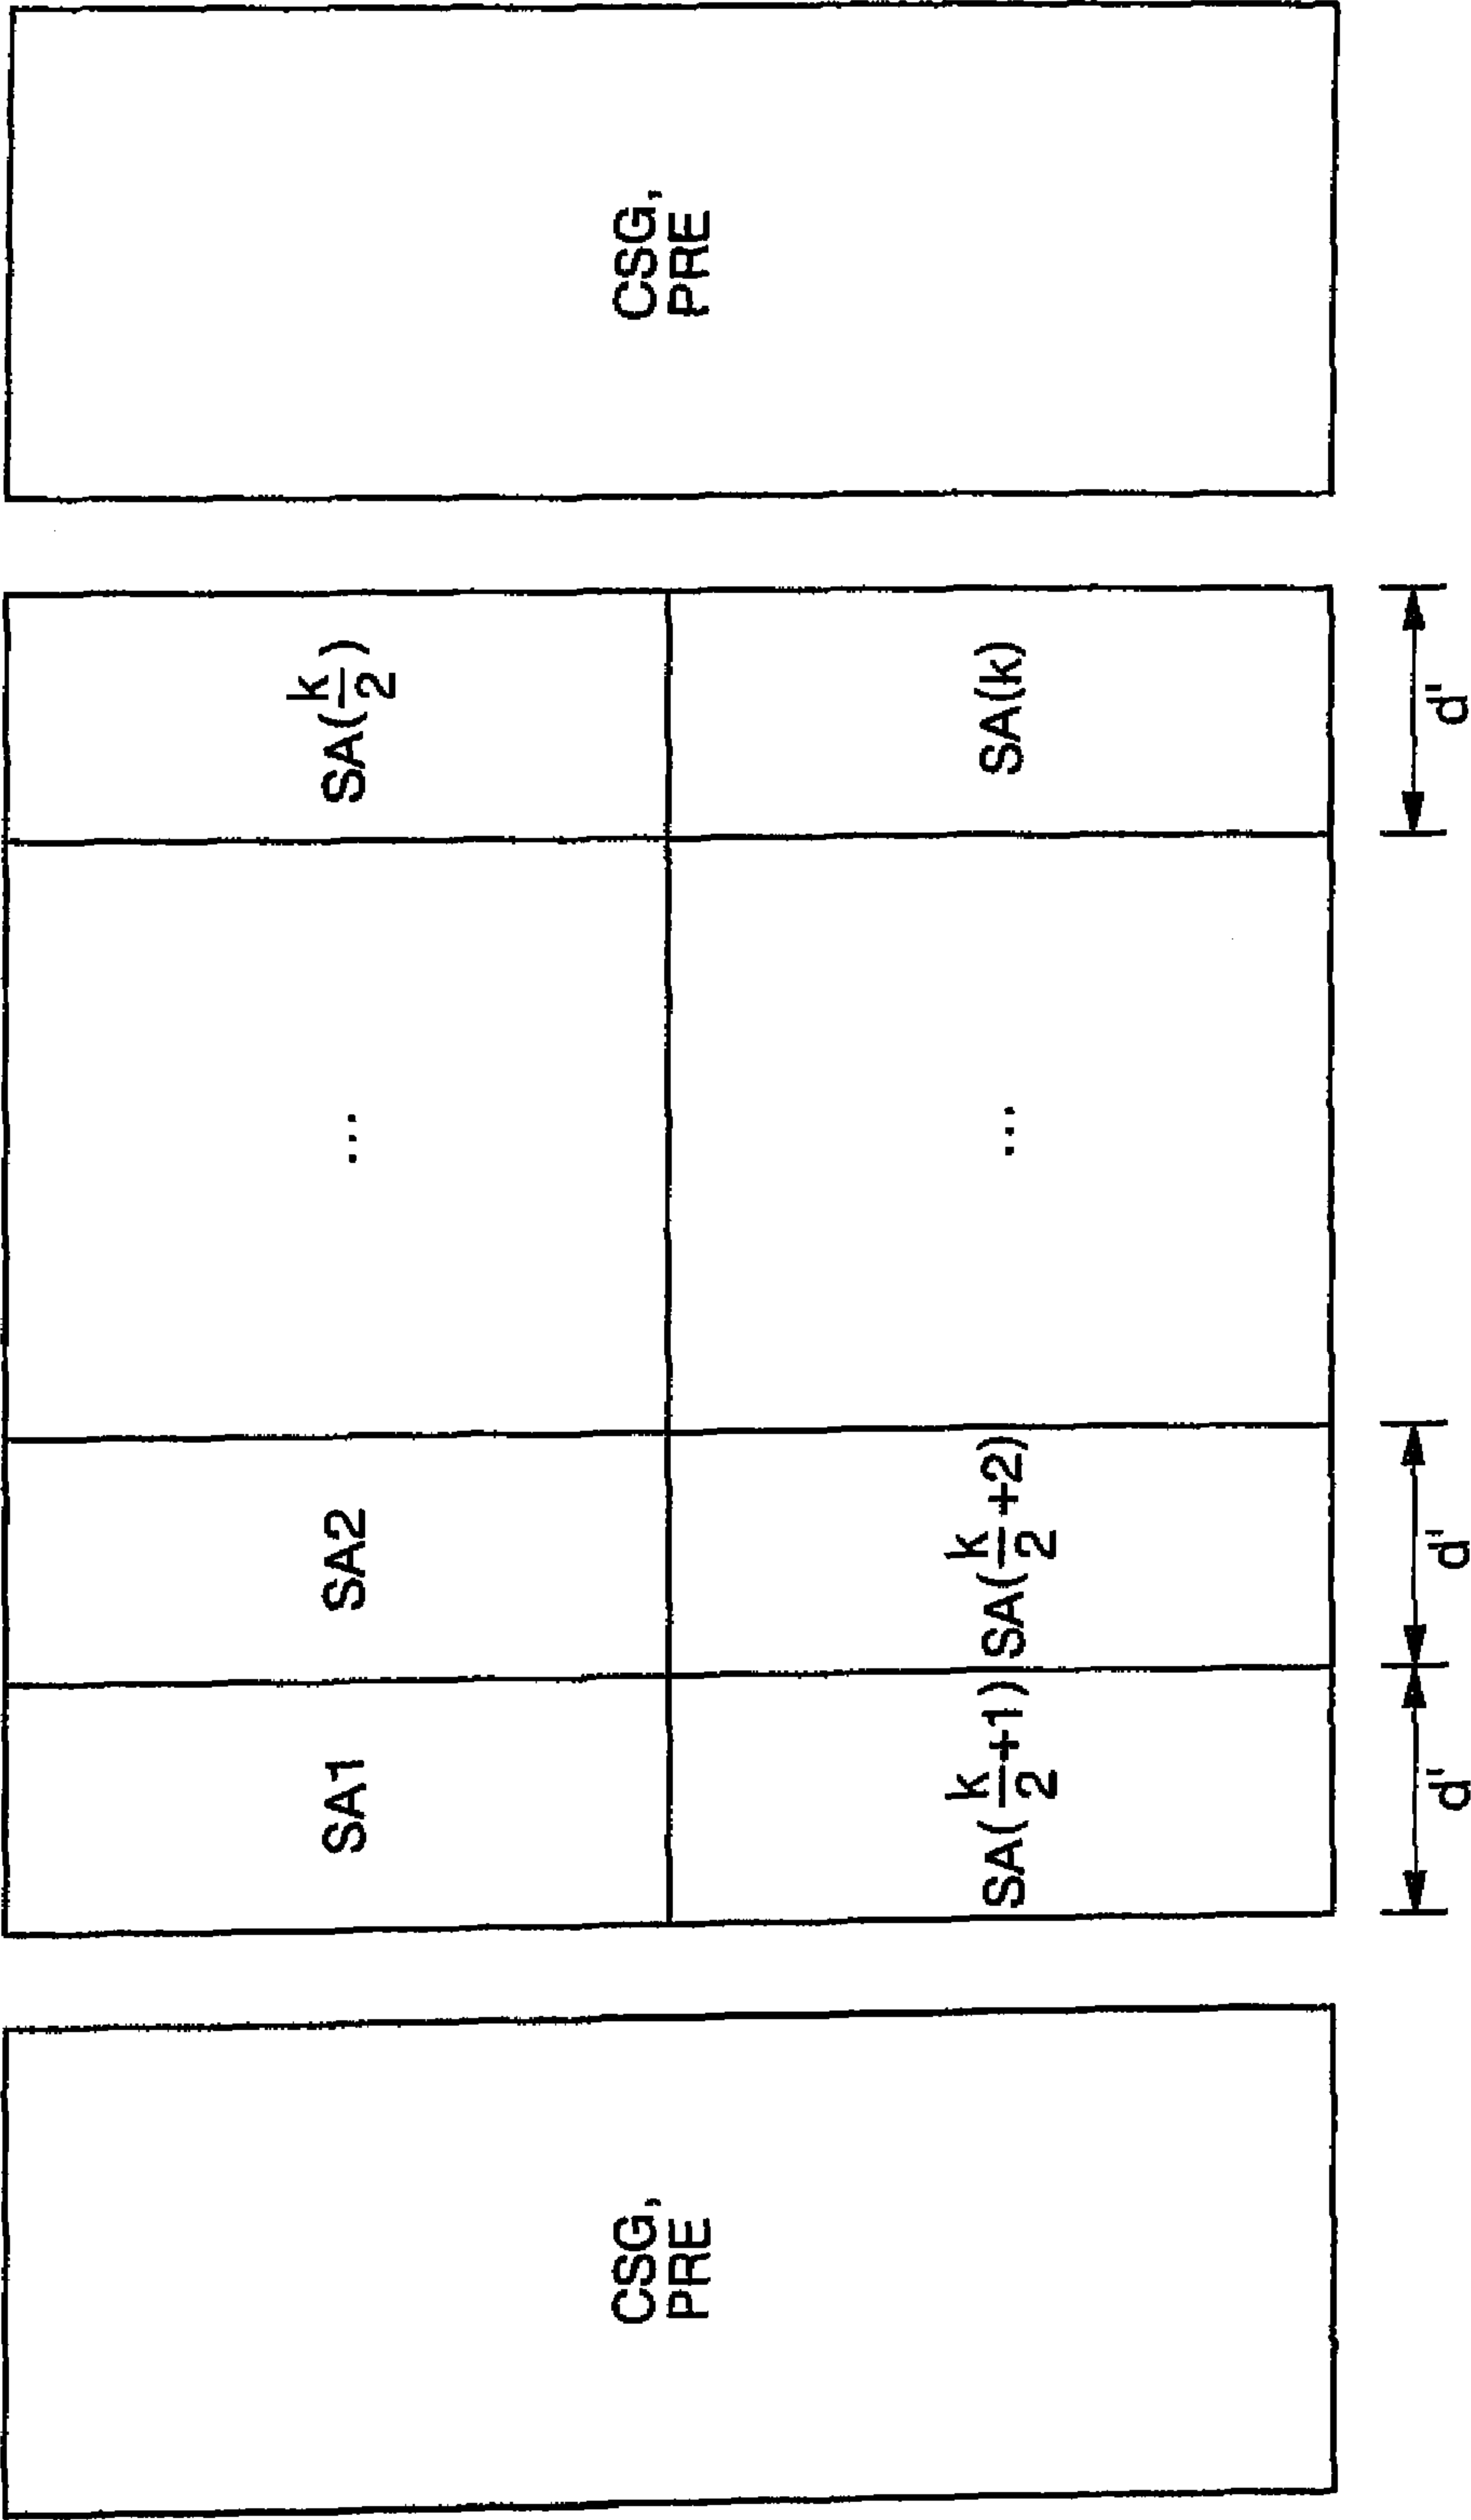 CSG,
PRE
SA1
SA2
...
SA(k/2)
SA(k/2+1)
SA(k/2+2)
...
SA(k)
d'
d'
d'
CSG,
PRE